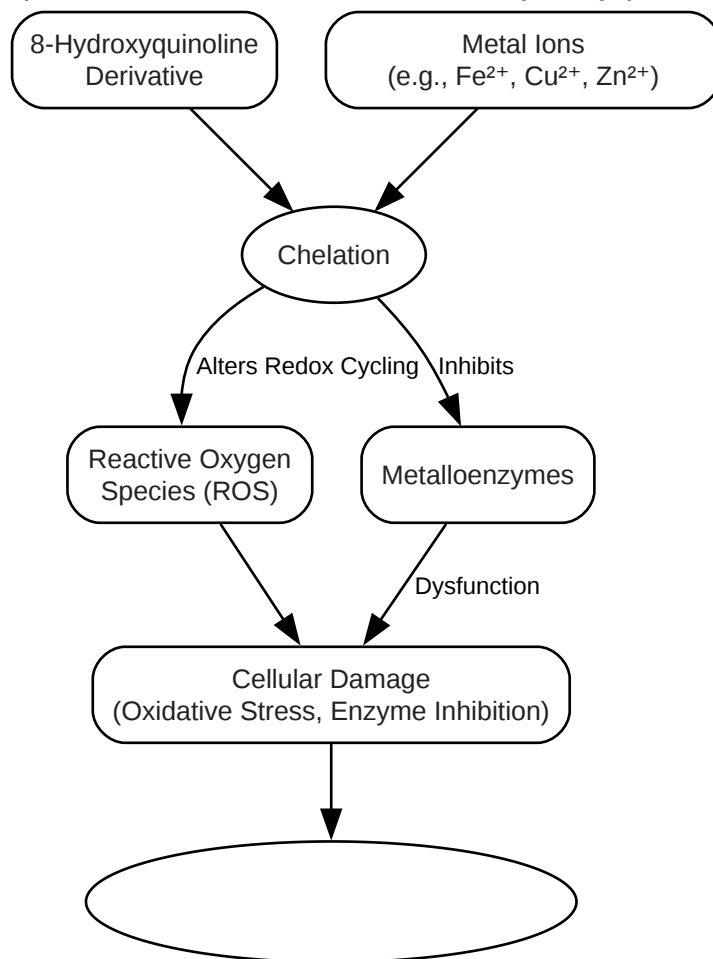 8-Hydroxyquinoline
Derivative
Metal Ions
(e.g., Fe²⁺, Cu²⁺, Zn²⁺)
Chelation
Alters Redox Cycling
Inhibits
Reactive Oxygen
Species (ROS)
Metalloenzymes
Dysfunction
Cellular Damage
(Oxidative Stress, Enzyme Inhibition)